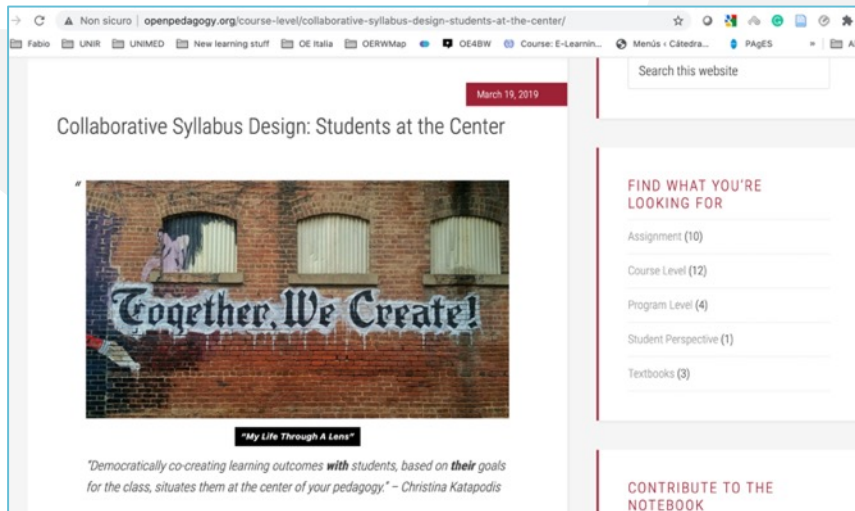 Non sicuro | openpedagogy.org/course-level/collaborative-syllabus-design-students-at-the-center/
Fabio UNIR UNIMED New learning stuff OE Italia OERWMap OE4BW Course: E-Learnin... Menús ‹ Cátedra... PAgES »
Search this website
March 19, 2019
Collaborative Syllabus Design: Students at the Center
"
Together, We Create!
"My Life Through A Lens"
"Democratically co-creating learning outcomes with students, based on their goals
for the class, situates them at the center of your pedagogy." – Christina Katapodis
FIND WHAT YOU'RE
LOOKING FOR
Assignment (10)
Course Level (12)
Program Level (4)
Student Perspective (1)
Textbooks (3)
CONTRIBUTE TO THE
NOTEBOOK